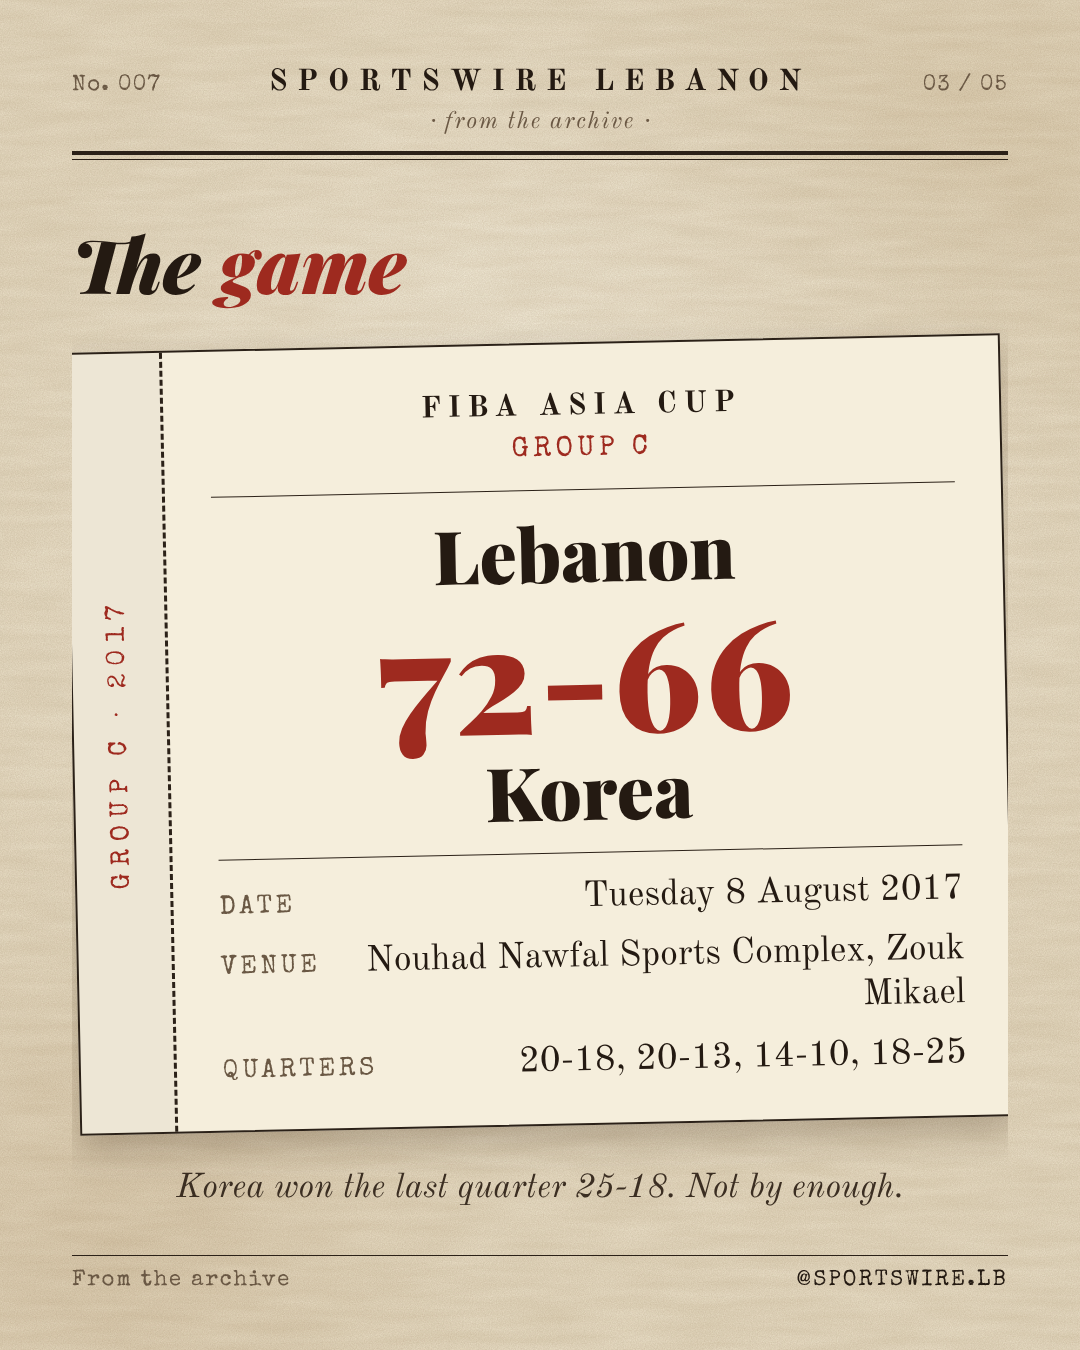 No. 007
SPORTSWIRE LEBANON
03 / 05
· from the archive ·
The game
GROUP C · 2017
FIBA ASIA CUP
GROUP C
Lebanon
72-66
Korea
DATE
Tuesday 8 August 2017
VENUE
Nouhad Nawfal Sports Complex, Zouk
Mikael
QUARTERS
20-18, 20-13, 14-10, 18-25
Korea won the last quarter 25-18. Not by enough.
From the archive
@SPORTSWIRE.LB